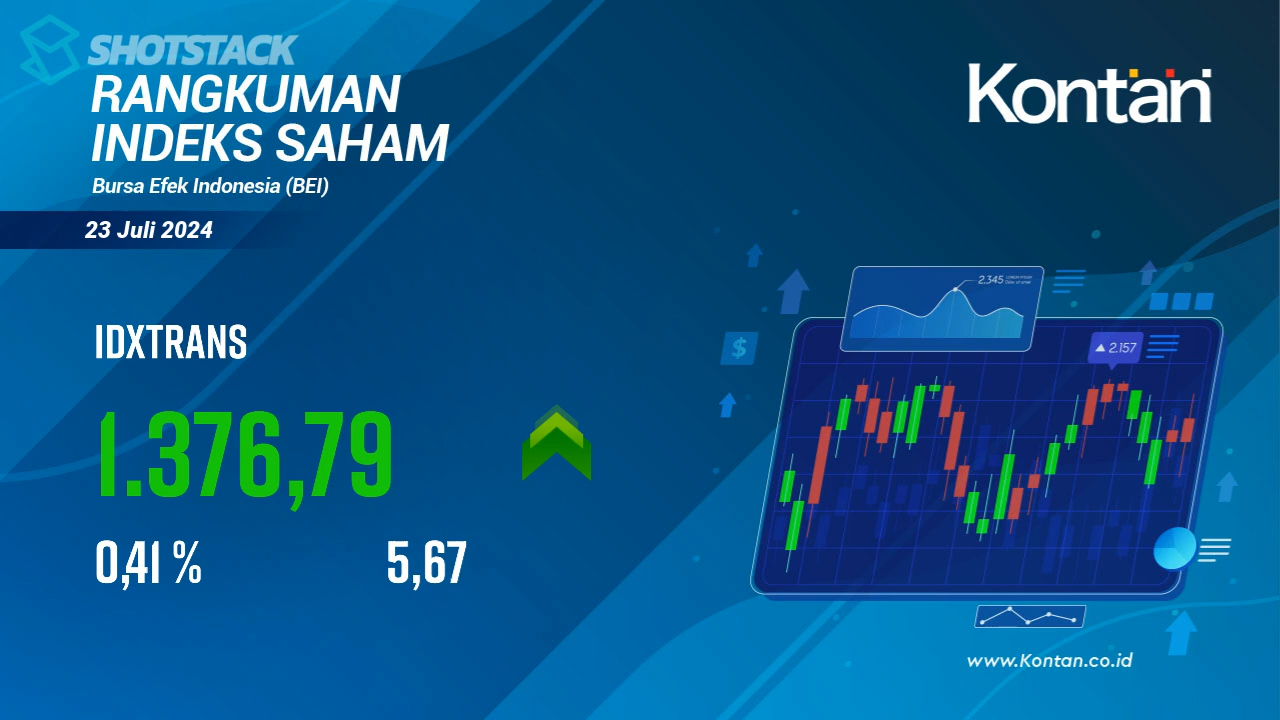 SHOTSTACK
RANGKUMAN
INDEKS SAHAM
Bursa Efek Indonesia (BEI)
23 Juli 2024
Kontan
IDXTRANS
1.376,79
0,41 %
5,67
2.345
$
2.157
www.Kontan.co.id